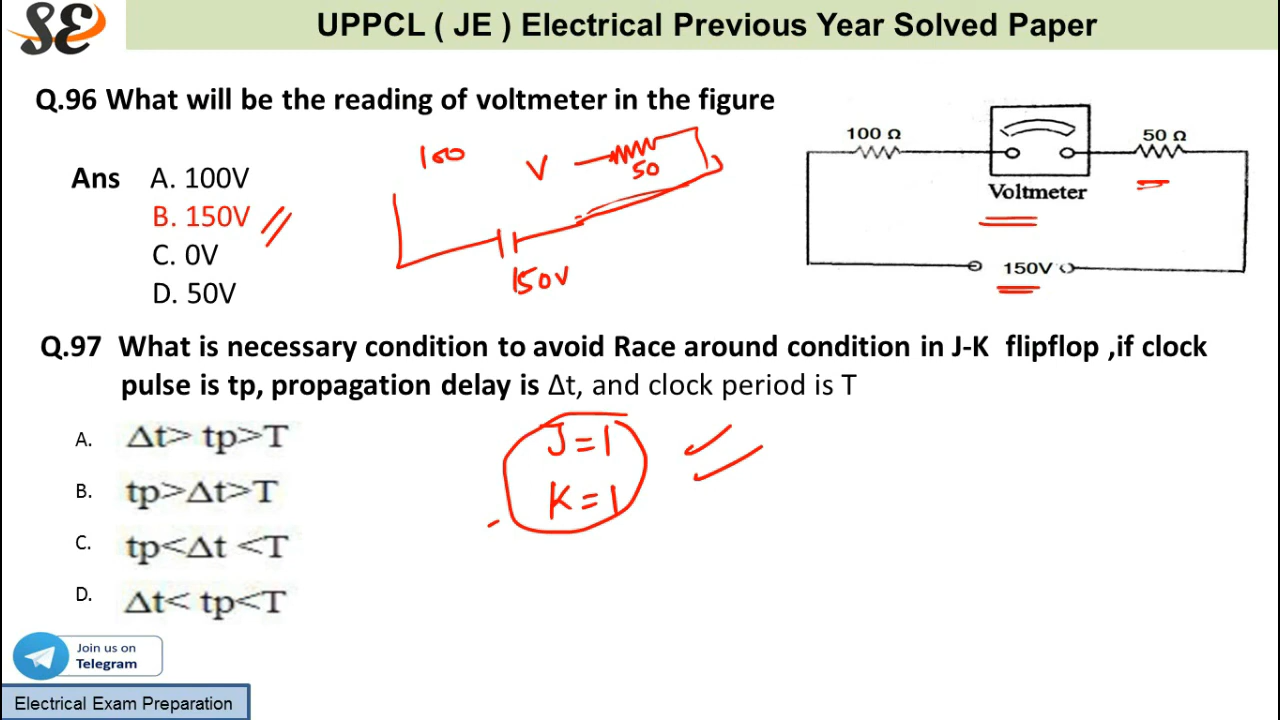 SE
UPPCL ( JE ) Electrical Previous Year Solved Paper
Q.96 What will be the reading of voltmeter in the figure
Ans A. 100V
B. 150V
C. 0V
D. 50V
100
V
50
150V
100 Ω
50 Ω
Voltmeter
150V
Q.97 What is necessary condition to avoid Race around condition in J-K flipflop ,if clock
pulse is tp, propagation delay is Δt, and clock period is T
A. Δt> tp>T
B. tp>Δt>T
C. tp<Δt <T
D. Δt< tp<T
J=1
K=1
Join us on
Telegram
Electrical Exam Preparation